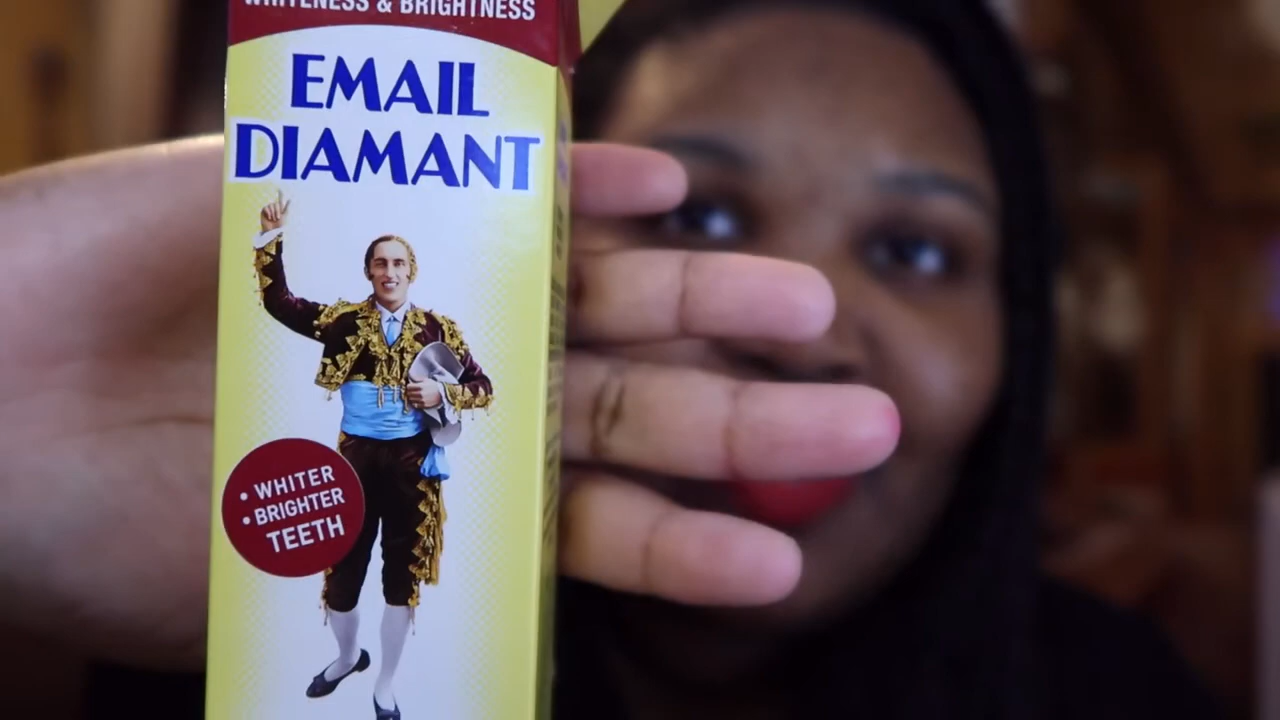 WHITENESS & BRIGHTNESS
EMAIL
DIAMANT
• WHITER
• BRIGHTER
TEETH